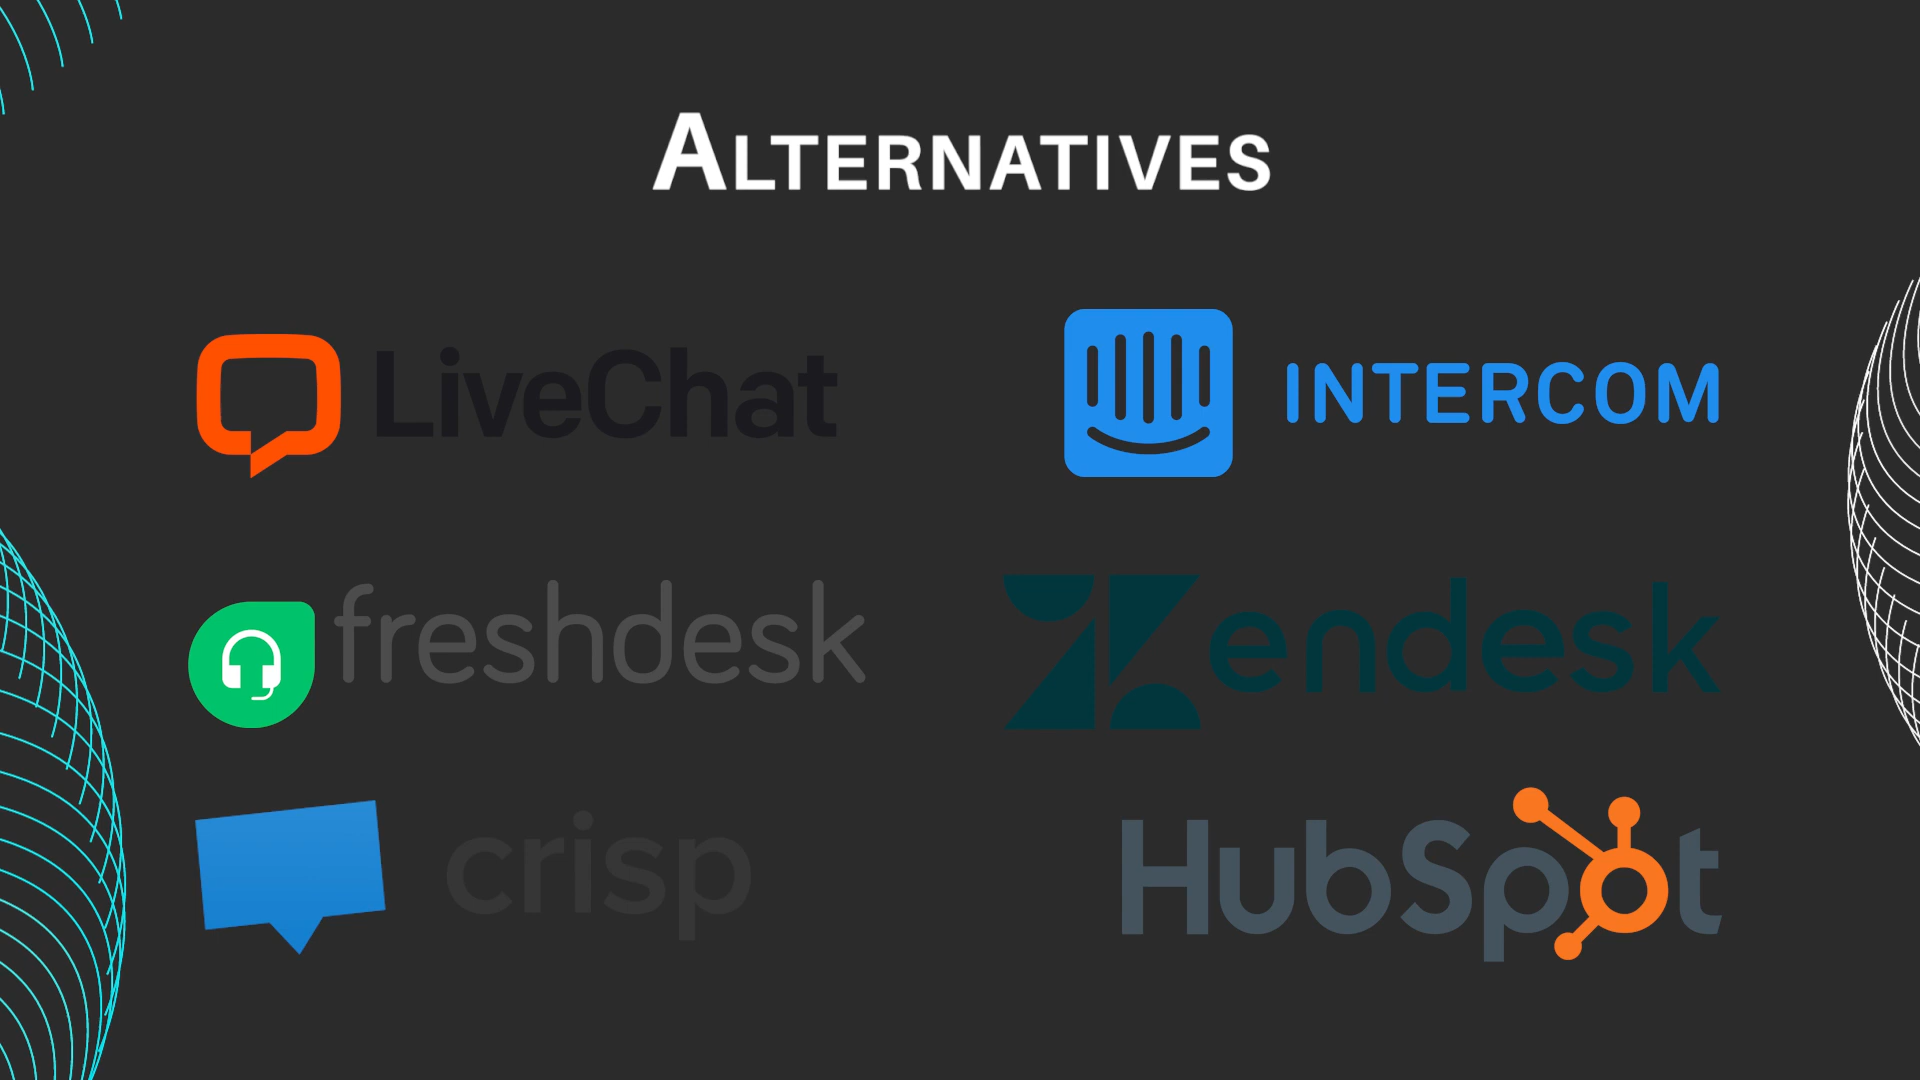 ALTERNATIVES
LiveChat
INTERCOM
freshdesk
Zendesk
crisp
HubSpot